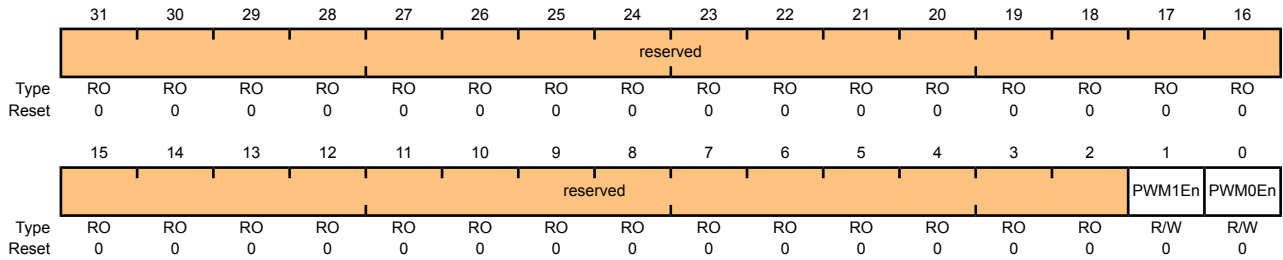 31 30 29 28 27 26 25 24 23 22 21 20 19 18 17 16
reserved
Type RO RO RO RO RO RO RO RO RO RO RO RO RO RO RO RO
Reset 0 0 0 0 0 0 0 0 0 0 0 0 0 0 0 0
15 14 13 12 11 10 9 8 7 6 5 4 3 2 1 0
reserved PWM1En PWM0En
Type RO RO RO RO RO RO RO RO RO RO RO RO RO RO R/W R/W
Reset 0 0 0 0 0 0 0 0 0 0 0 0 0 0 0 0